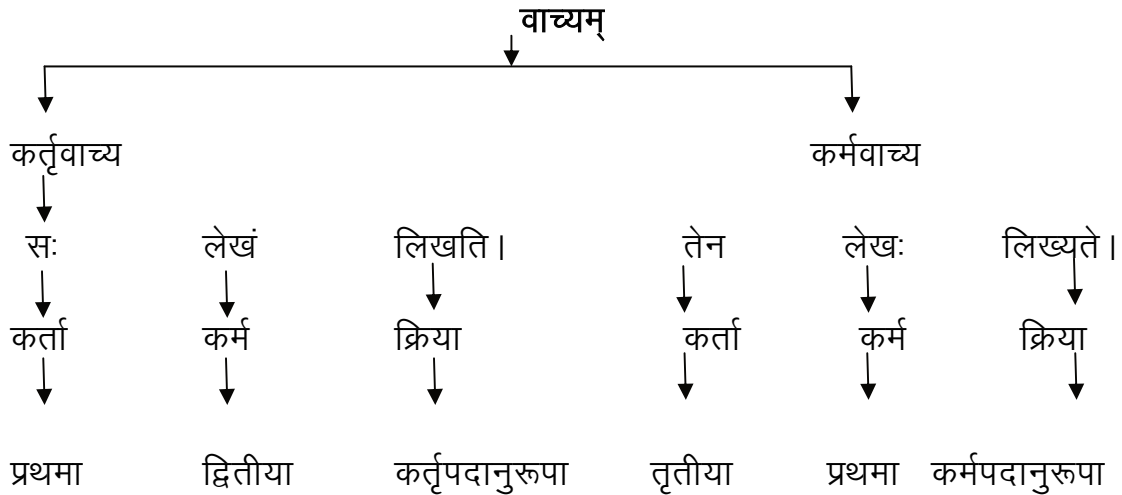 वाच्यम्
कर्तृवाच्य कर्मवाच्य
सः लेखं लिखति । तेन लेखः लिख्यते ।
कर्ता कर्म क्रिया कर्ता कर्म क्रिया
प्रथमा द्वितीया कर्तृपदानुरूपा तृतीया प्रथमा कर्मपदानुरूपा